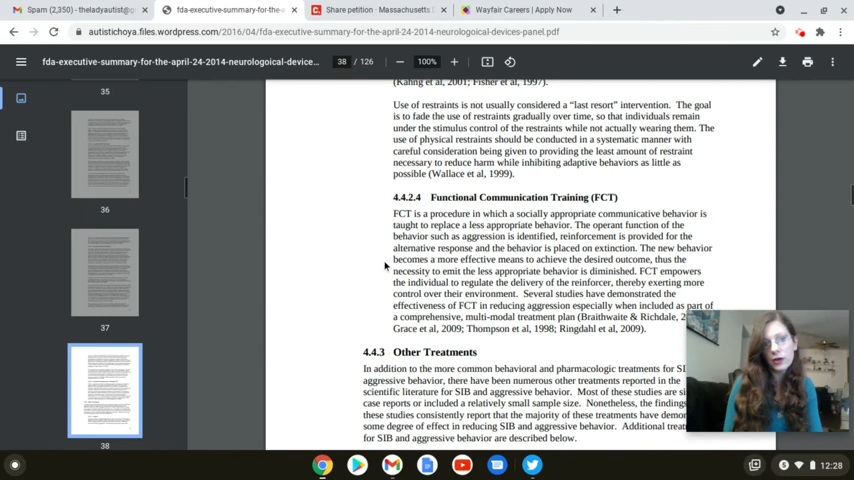 Spam (2,350) - theladyautist@g
fda-executive-summary-for-the-a
Share petition · Massachusetts
Wayfair Careers | Apply Now
autistichoya.files.wordpress.com/2016/04/fda-executive-summary-for-the-april-24-2014-neurologoical-devices-panel.pdf
fda-executive-summary-for-the-april-24-2014-neurologoical-device...
38 / 126
100%
35
36
37
38
(Kahng et al, 2001; Fisher et al, 1997).
Use of restraints is not usually considered a “last resort” intervention. The goal
is to fade the use of restraints gradually over time, so that individuals remain
under the stimulus control of the restraints while not actually wearing them. The
use of physical restraints should be conducted in a systematic manner with
careful consideration being given to providing the least amount of restraint
necessary to reduce harm while inhibiting adaptive behaviors as little as
possible (Wallace et al, 1999).
4.4.2.4 Functional Communication Training (FCT)
FCT is a procedure in which a socially appropriate communicative behavior is
taught to replace a less appropriate behavior. The operant function of the
behavior such as aggression is identified, reinforcement is provided for the
alternative response and the behavior is placed on extinction. The new behavior
becomes a more effective means to achieve the desired outcome, thus the
necessity to emit the less appropriate behavior is diminished. FCT empowers
the individual to regulate the delivery of the reinforcer, thereby exerting more
control over their environment. Several studies have demonstrated the
effectiveness of FCT in reducing aggression especially when included as part of
a comprehensive, multi-modal treatment plan (Braithwaite & Richdale, 2
Grace et al, 2009; Thompson et al, 1998; Ringdahl et al, 2009).
4.4.3 Other Treatments
In addition to the more common behavioral and pharmacologic treatments for SI
aggressive behavior, there have been numerous other treatments reported in the
scientific literature for SIB and aggressive behavior. Most of these studies are si
case reports or included a relatively small sample size. Nonetheless, the finding
these studies consistently report that the majority of these treatments have demo
some degree of effect in reducing SIB and aggressive behavior. Additional treat
for SIB and aggressive behavior are described below.
12:28